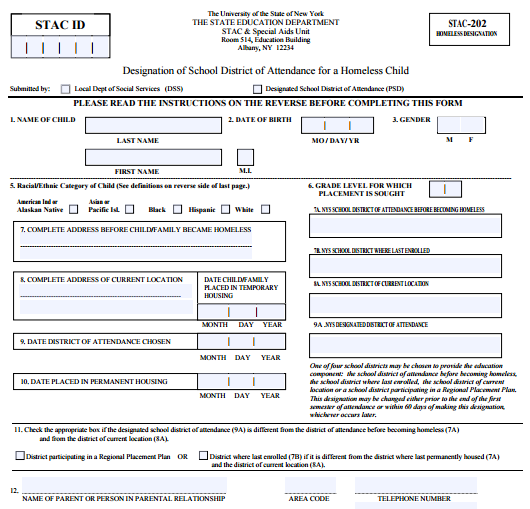 STAC ID
The University of the State of New York
THE STATE EDUCATION DEPARTMENT
STAC & Special Aids Unit
Room 514, Education Building
Albany, NY 12234
STAC-202
HOMELESS DESIGNATION
Designation of School District of Attendance for a Homeless Child
Submitted by: Local Dept of Social Services (DSS) Designated School District of Attendance (PSD)
PLEASE READ THE INSTRUCTIONS ON THE REVERSE BEFORE COMPLETING THIS FORM
1. NAME OF CHILD 2. DATE OF BIRTH 3. GENDER
LAST NAME MO / DAY / YR M F
FIRST NAME M.I.
5. Racial/Ethnic Category of Child (See definitions on reverse side of last page.)
American Ind or Alaskan Native Asian or Pacific Isl. Black Hispanic White
6. GRADE LEVEL FOR WHICH
PLACEMENT IS SOUGHT
7. COMPLETE ADDRESS BEFORE CHILD/FAMILY BECAME HOMELESS
7A. NYS SCHOOL DISTRICT OF ATTENDANCE BEFORE BECOMING HOMELESS
7B. NYS SCHOOL DISTRICT WHERE LAST ENROLLED
8. COMPLETE ADDRESS OF CURRENT LOCATION
DATE CHILD/FAMILY
PLACED IN TEMPORARY
HOUSING
MONTH DAY YEAR
8A. NYS SCHOOL DISTRICT OF CURRENT LOCATION
9. DATE DISTRICT OF ATTENDANCE CHOSEN
MONTH DAY YEAR
9A .NYS DESIGNATED DISTRICT OF ATTENDANCE
10. DATE PLACED IN PERMANENT HOUSING
MONTH DAY YEAR
One of four school districts may be chosen to provide the education
component: the school district of attendance before becoming homeless,
the school district where last enrolled, the school district of current
location or a school district participating in a Regional Placement Plan.
This designation may be changed either prior to the end of the first
semester of attendance or within 60 days of making this designation,
whichever occurs later.
11. Check the appropriate box if the designated school district of attendance (9A) is different from the district of attendance before becoming homeless (7A)
and from the district of current location (8A).
District participating in a Regional Placement Plan OR District where last enrolled (7B) if it is different from the district where last permanently housed (7A)
and the district of current location (8A).
12.
NAME OF PARENT OR PERSON IN PARENTAL RELATIONSHIP AREA CODE TELEPHONE NUMBER